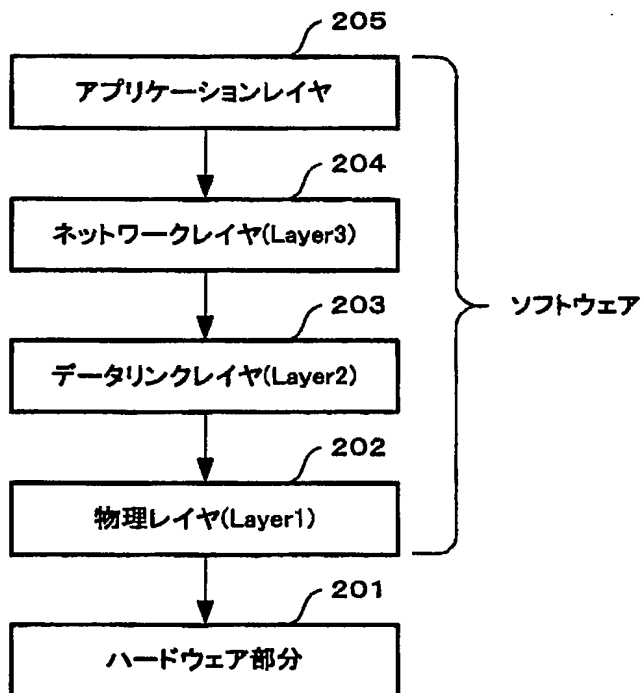 205
アプリケーションレイヤ
204
ネットワークレイヤ(Layer3)
203
ソフトウェア
データリンクレイヤ(Layer2)
202
物理レイヤ(Layer1)
201
ハードウェア部分